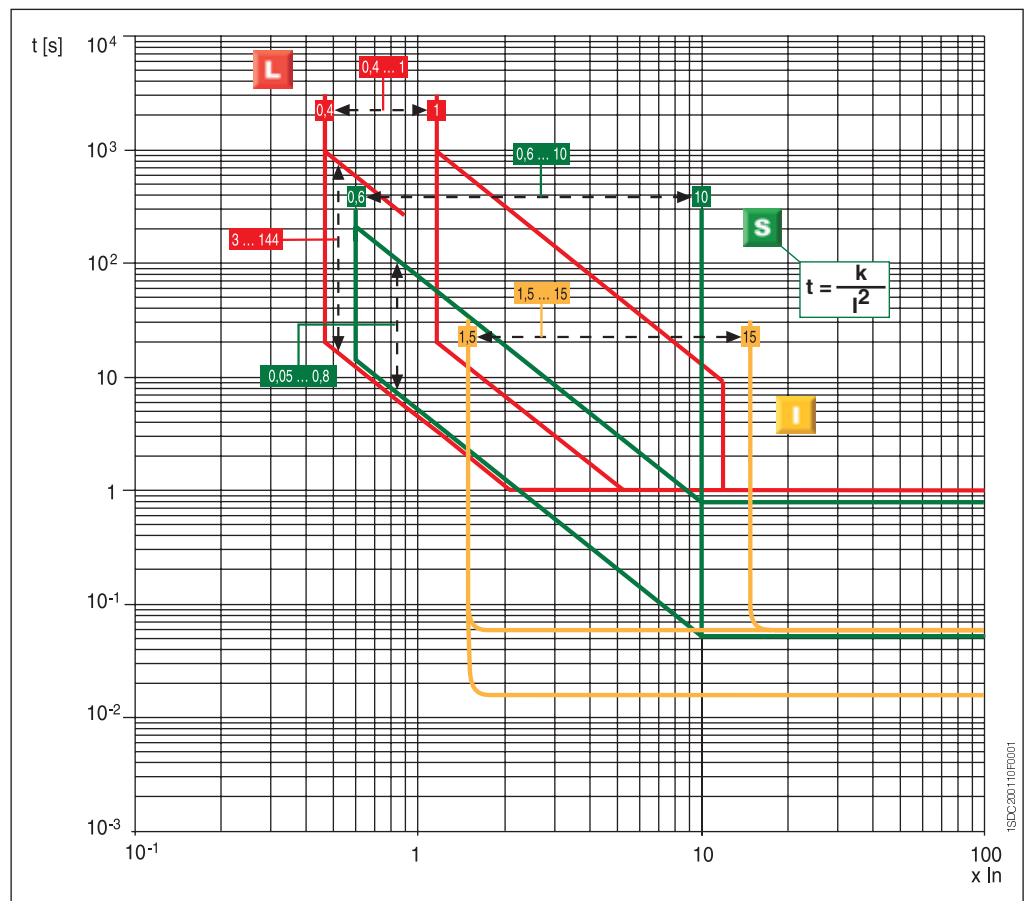 t [s]
10⁴
L
0,4 ... 1
0,4
1
10³
0,6 ... 10
0,6
10
S
3 ... 144
10²
t = k / I²
1,5 ... 15
1,5
15
0,05 ... 0,8
10
I
1
10⁻¹
10⁻²
10⁻³
10⁻¹
1
10
100
x In
1SDC200110F0001